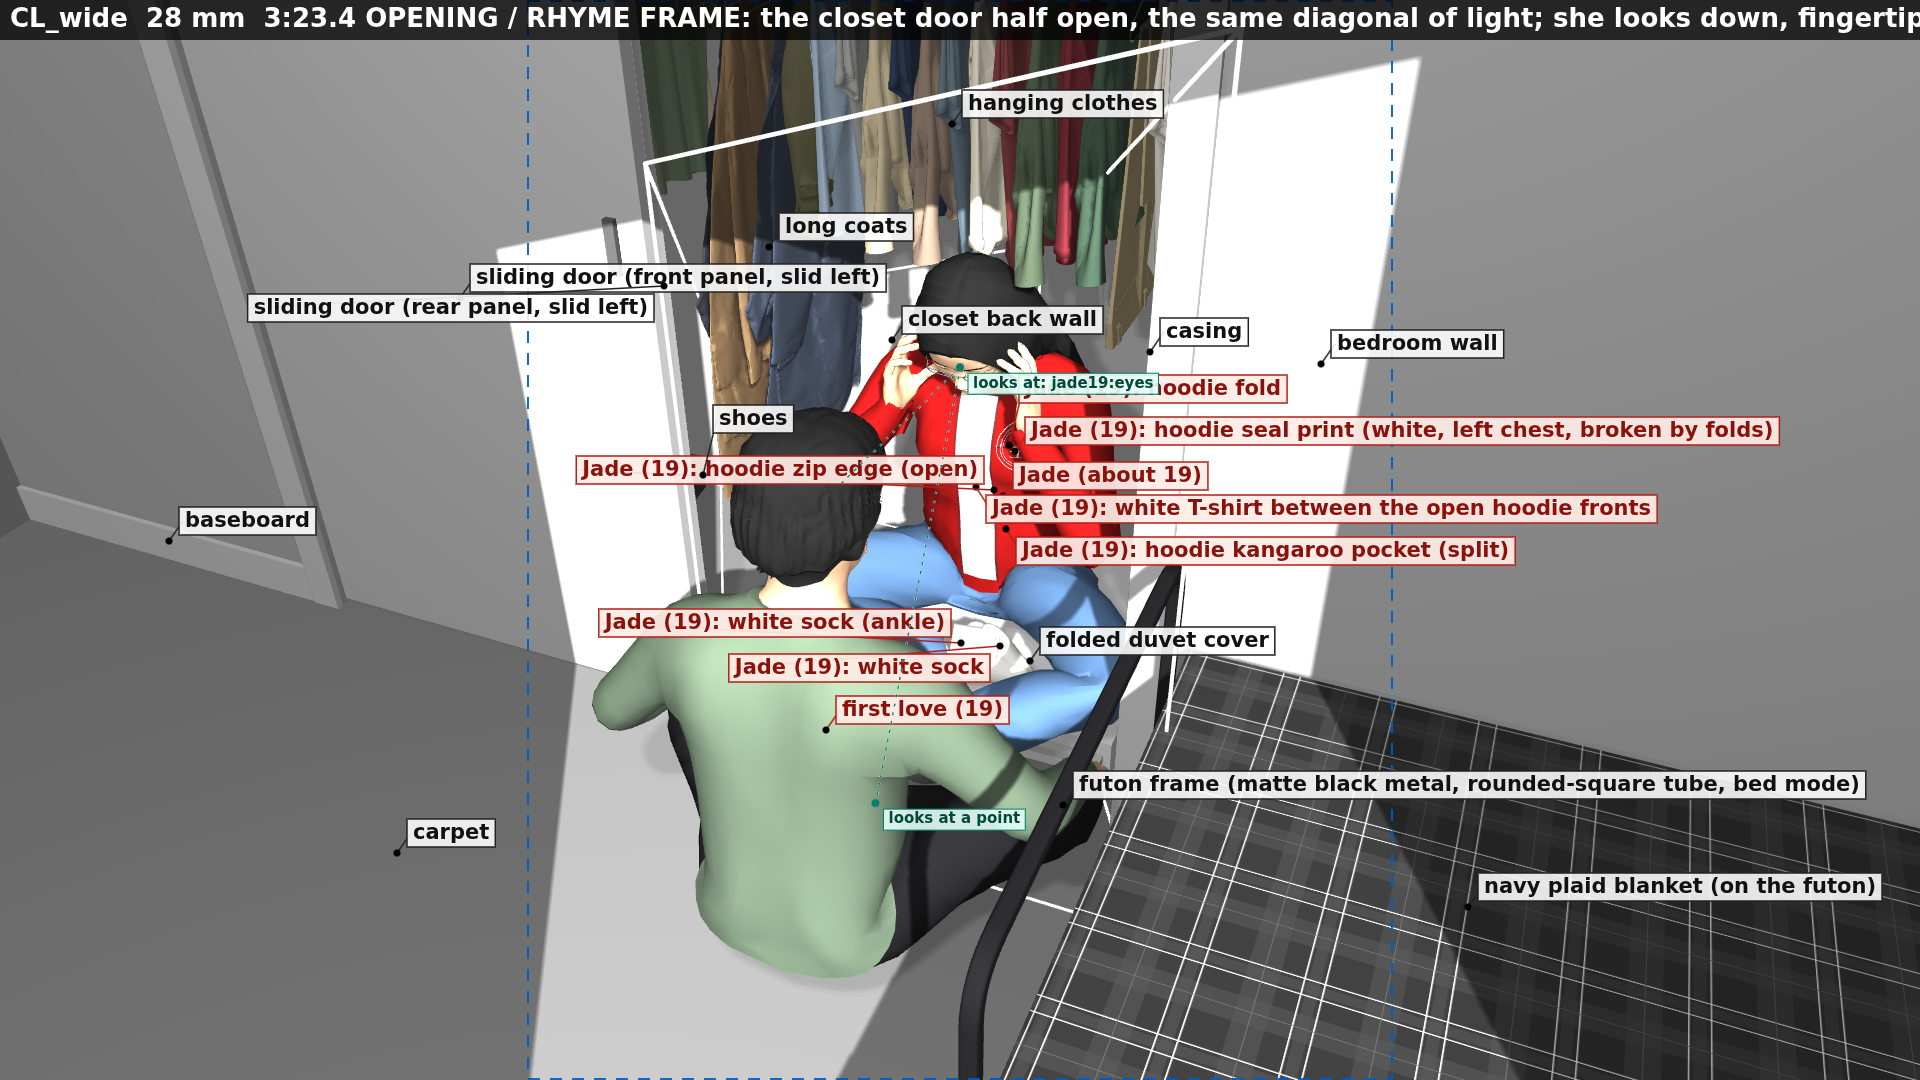 CL_wide 28 mm 3:23.4 OPENING / RHYME FRAME: the closet door half open, the same diagonal of light; she looks down, fingertip
hanging clothes
long coats
sliding door (front panel, slid left)
sliding door (rear panel, slid left)
closet back wall
casing
bedroom wall
looks at: jade19:eyes
hoodie fold
shoes
Jade (19): hoodie seal print (white, left chest, broken by folds)
Jade (19): hoodie zip edge (open)
Jade (about 19)
Jade (19): white T-shirt between the open hoodie fronts
baseboard
Jade (19): hoodie kangaroo pocket (split)
Jade (19): white sock (ankle)
folded duvet cover
Jade (19): white sock
first love (19)
futon frame (matte black metal, rounded-square tube, bed mode)
looks at a point
carpet
navy plaid blanket (on the futon)